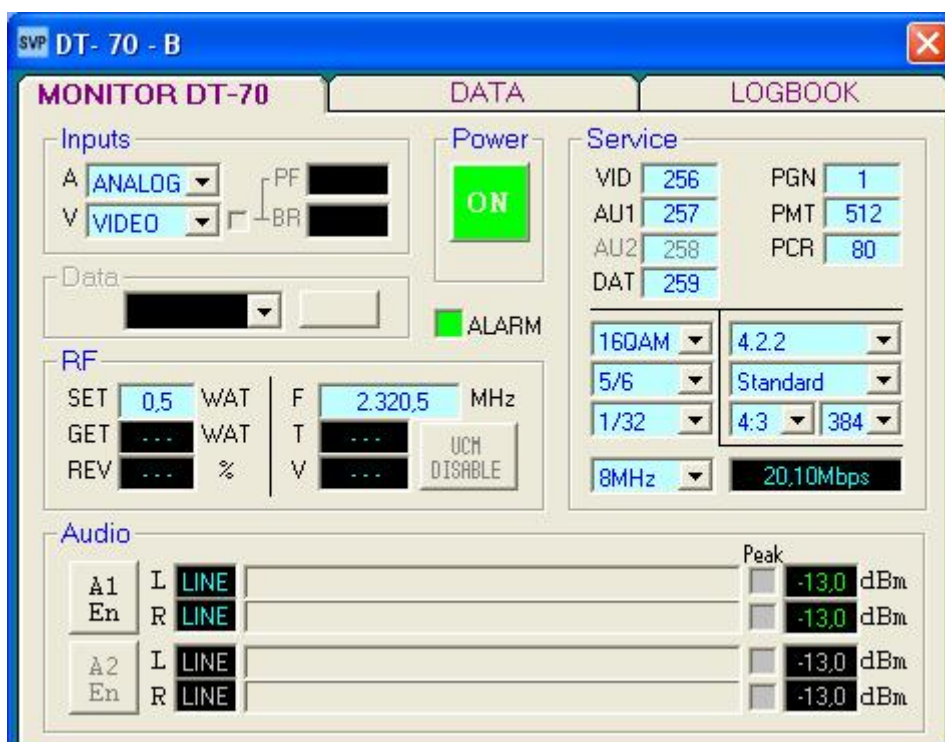 SVP DT- 70 - B
MONITOR DT-70 DATA LOGBOOK
Inputs
A ANALOG PF
V VIDEO BR
Data
Power
ON
ALARM
RF
SET 0,5 WAT F 2.320,5 MHz
GET --- WAT T ---
REV --- % V ---
UCM
DISABLE
Service
VID 256 PGN 1
AU1 257 PMT 512
AU2 258 PCR 80
DAT 259
16QAM 4.2.2
5/6 Standard
1/32 4:3 384
8MHz 20,10Mbps
Audio
Peak
A1
En
L LINE -13,0 dBm
R LINE -13,0 dBm
A2
En
L LINE -13,0 dBm
R LINE -13,0 dBm